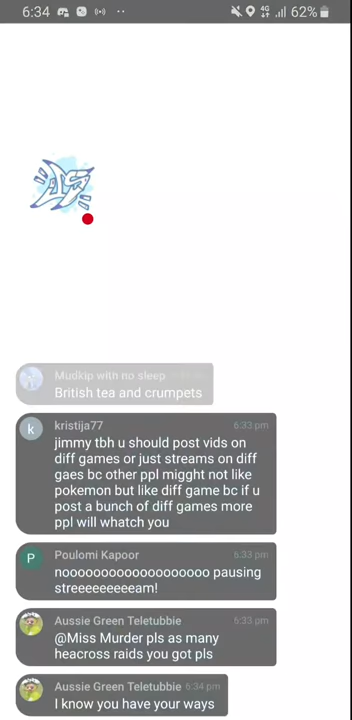 6:34
4G
62%
Mudkip with no sleep
British tea and crumpets
kristija77 6:33 pm
jimmy tbh u should post vids on
diff games or just streams on diff
gaes bc other ppl migght not like
pokemon but like diff game bc if u
post a bunch of diff games more
ppl will whatch you
P
Poulomi Kapoor 6:33 pm
nooooooooooooooooooo pausing
streeeeeeeeeam!
Aussie Green Teletubbie 6:33 pm
@Miss Murder pls as many
heacross raids you got pls
Aussie Green Teletubbie 6:34 pm
I know you have your ways